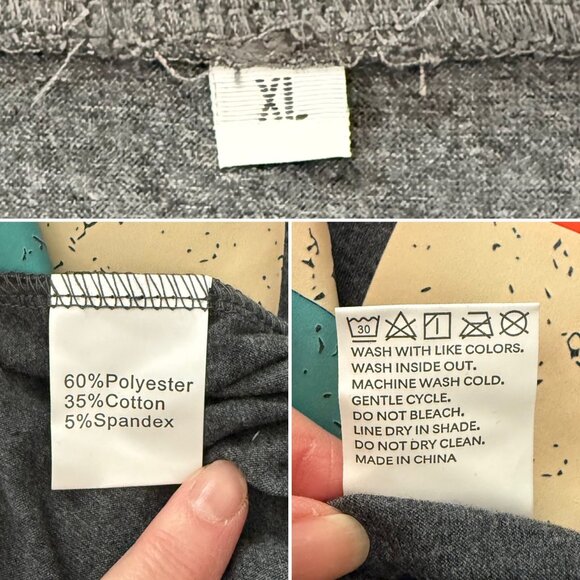 XL
60%Polyester
35%Cotton
5%Spandex
30
WASH WITH LIKE COLORS.
WASH INSIDE OUT.
MACHINE WASH COLD.
GENTLE CYCLE.
DO NOT BLEACH.
LINE DRY IN SHADE.
DO NOT DRY CLEAN.
MADE IN CHINA